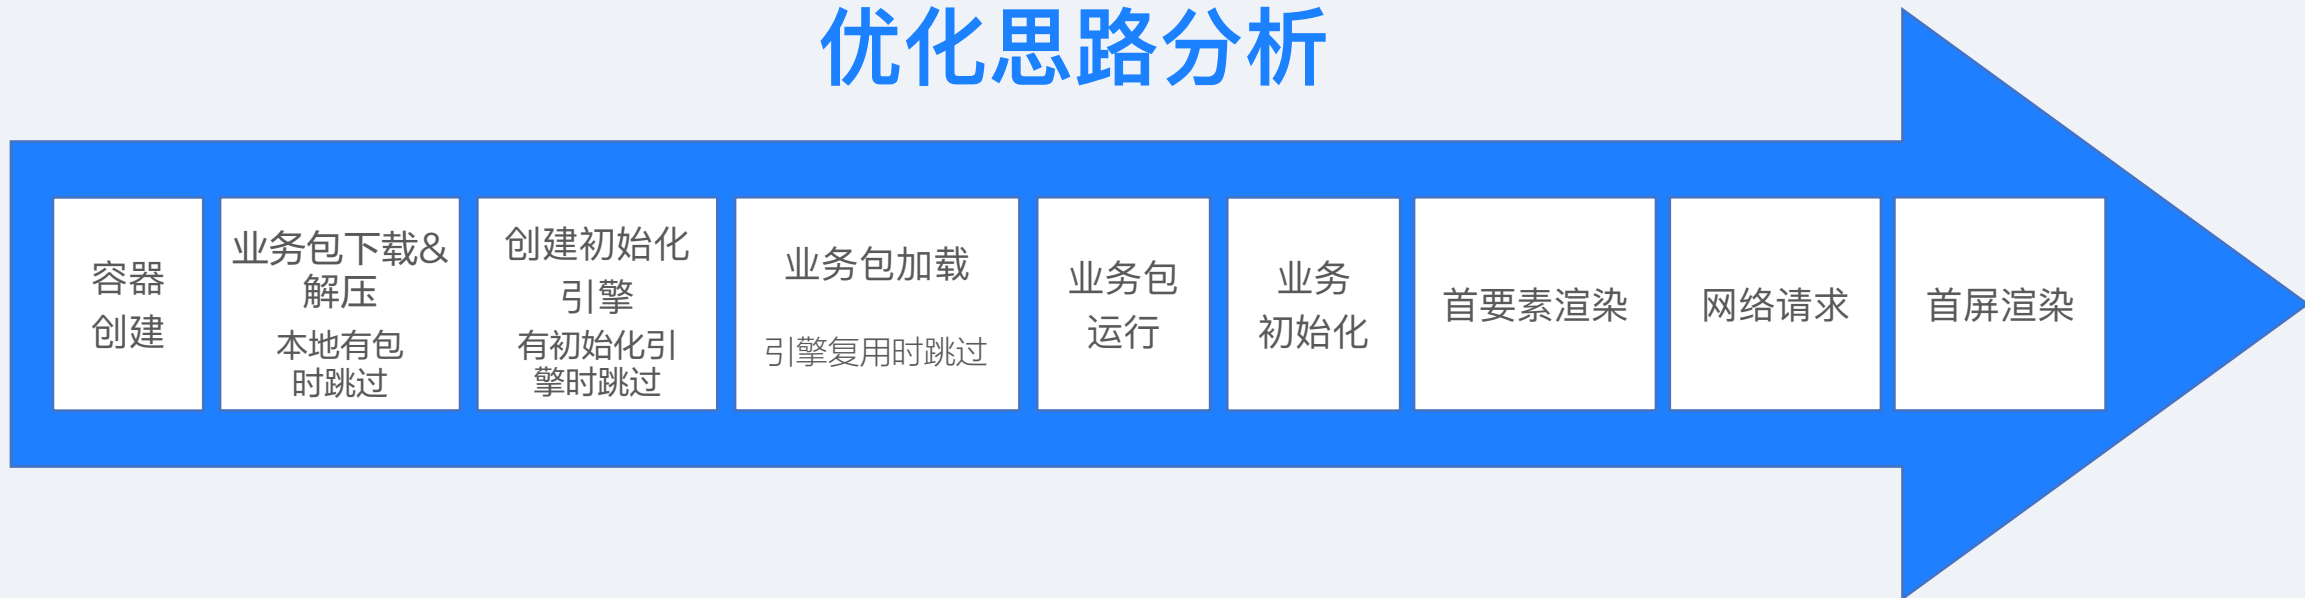 优化思路分析
容器
创建
业务包下载&
解压
本地有包
时跳过
创建初始化
引擎
有初始化引
擎时跳过
业务包加载
引擎复用时跳过
业务包
运行
业务
初始化
首要素渲染
网络请求
首屏渲染